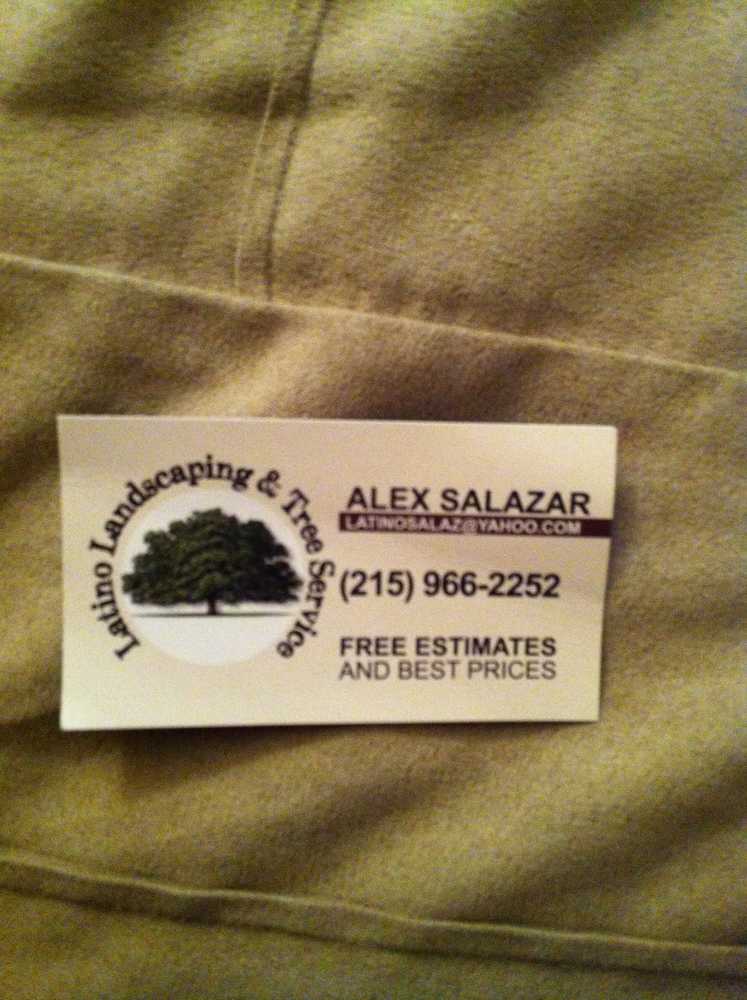 Latino Landscaping & Tree Service
ALEX SALAZAR
LATINOSALAZ@YAHOO.COM
(215) 966-2252
FREE ESTIMATES
AND BEST PRICES